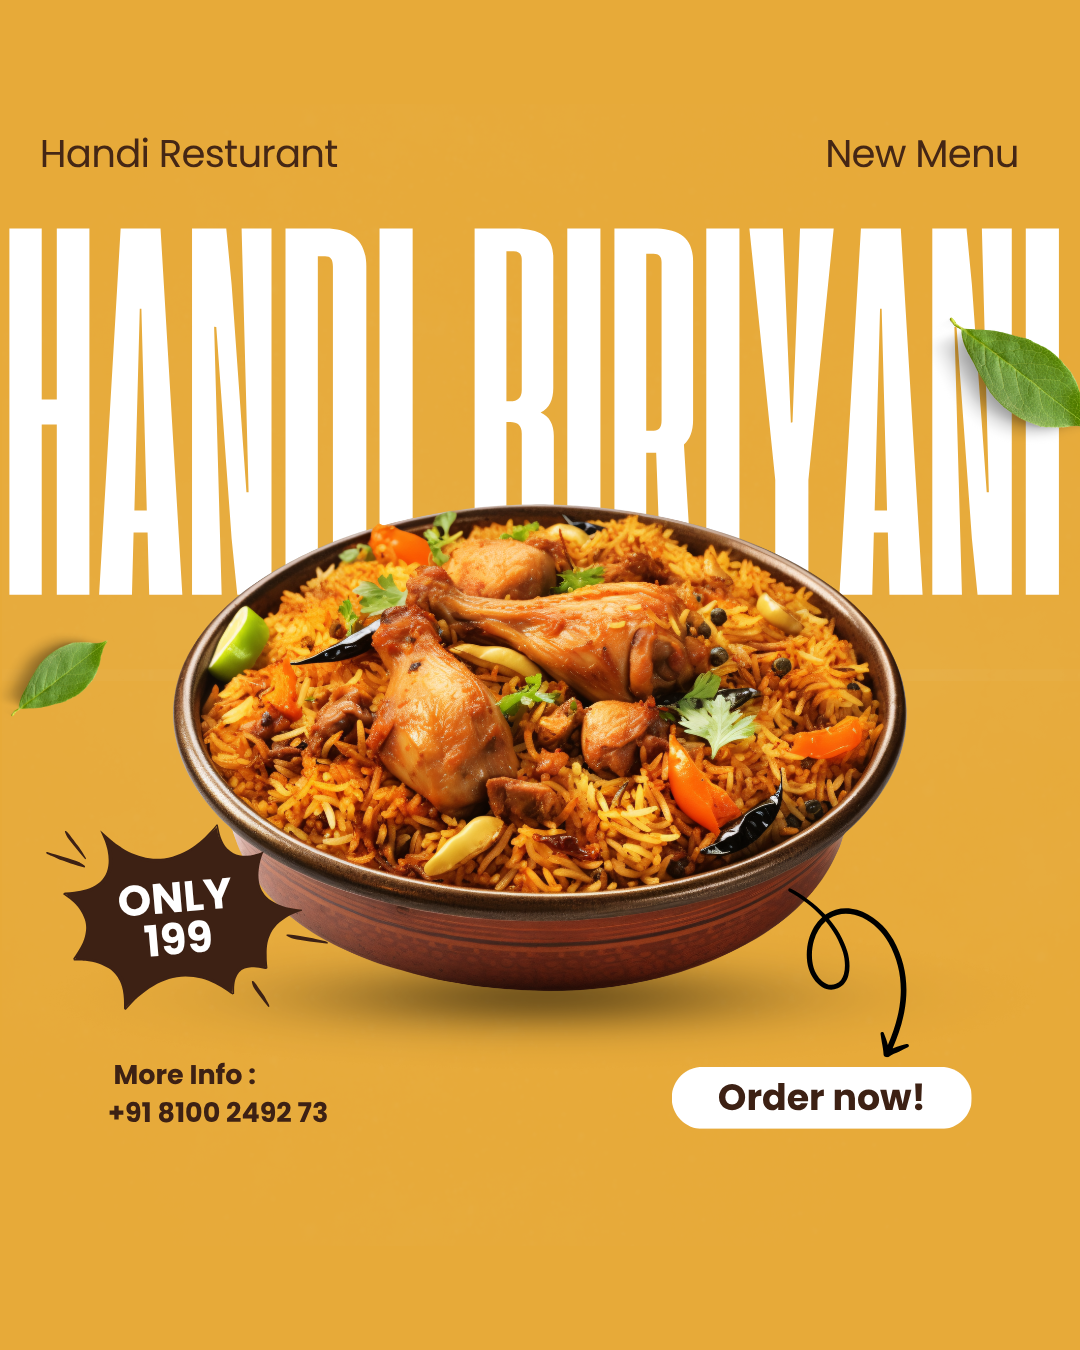 Handi Resturant
New Menu
HANDI BIRIYANI
ONLY
199
More Info :
+91 8100 2492 73
Order now!